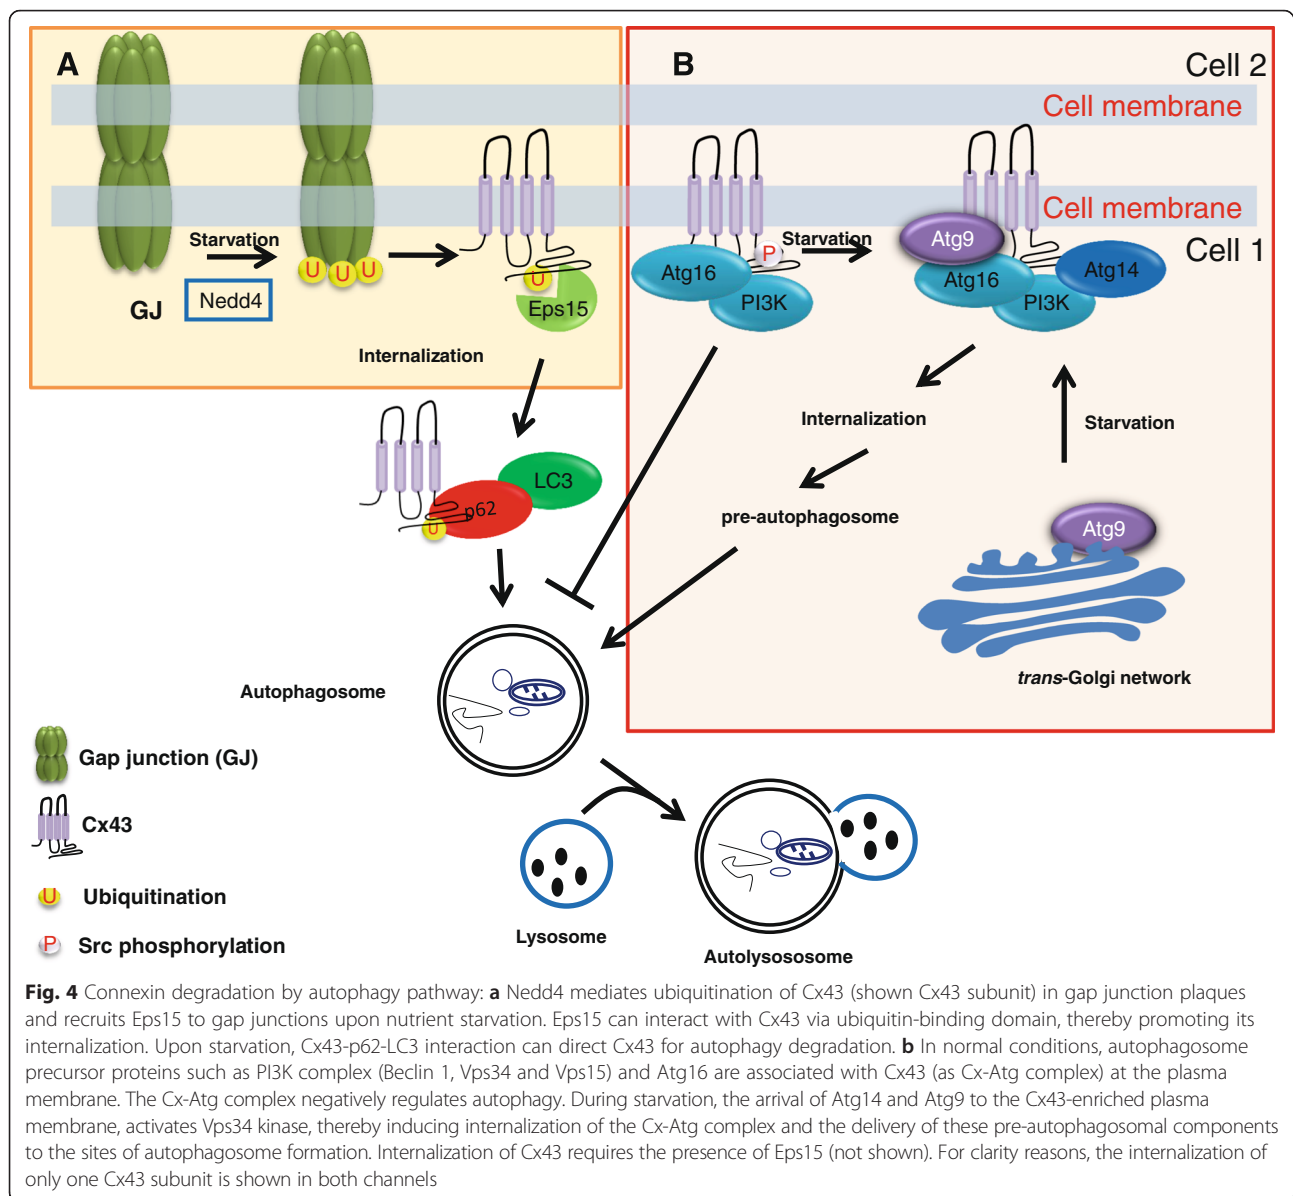 A
B
Cell 2
Cell membrane
Cell membrane
Cell 1
Starvation
Nedd4
GJ
U U U
U
Eps15
Internalization
P
Starvation
Atg16
PI3K
Atg9
Atg16
PI3K
Atg14
Internalization
Starvation
pre-autophagosome
Atg9
trans-Golgi network
LC3
p62
U
Autophagosome
Gap junction (GJ)
Cx43
U Ubiquitination
P Src phosphorylation
Lysosome
Autolysososome
Fig. 4 Connexin degradation by autophagy pathway: a Nedd4 mediates ubiquitination of Cx43 (shown Cx43 subunit) in gap junction plaques
and recruits Eps15 to gap junctions upon nutrient starvation. Eps15 can interact with Cx43 via ubiquitin-binding domain, thereby promoting its
internalization. Upon starvation, Cx43-p62-LC3 interaction can direct Cx43 for autophagy degradation. b In normal conditions, autophagosome
precursor proteins such as PI3K complex (Beclin 1, Vps34 and Vps15) and Atg16 are associated with Cx43 (as Cx-Atg complex) at the plasma
membrane. The Cx-Atg complex negatively regulates autophagy. During starvation, the arrival of Atg14 and Atg9 to the Cx43-enriched plasma
membrane, activates Vps34 kinase, thereby inducing internalization of the Cx-Atg complex and the delivery of these pre-autophagosomal components
to the sites of autophagosome formation. Internalization of Cx43 requires the presence of Eps15 (not shown). For clarity reasons, the internalization of
only one Cx43 subunit is shown in both channels